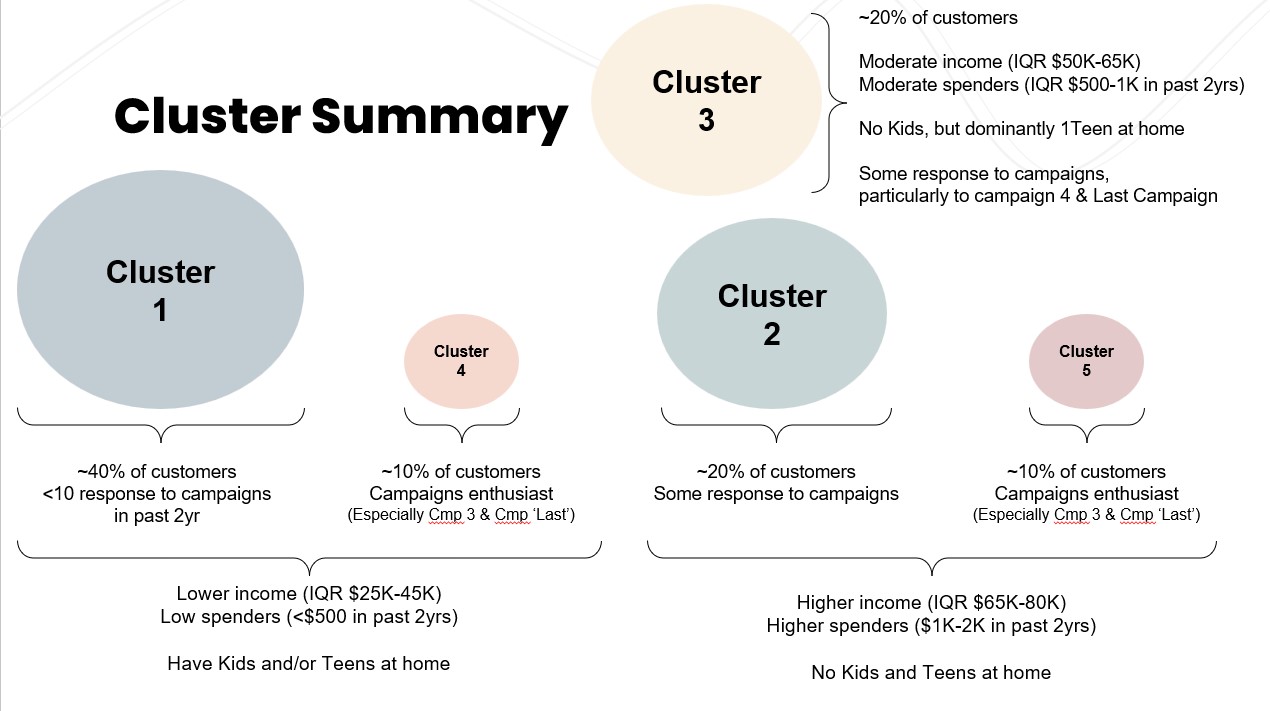 Cluster Summary
Cluster
3
~20% of customers
Moderate income (IQR $50K-65K)
Moderate spenders (IQR $500-1K in past 2yrs)
No Kids, but dominantly 1Teen at home
Some response to campaigns,
particularly to campaign 4 & Last Campaign
Cluster
1
Cluster
4
Cluster
2
Cluster
5
~40% of customers
<10 response to campaigns
in past 2yr
~10% of customers
Campaigns enthusiast
(Especially Cmp 3 & Cmp ‘Last’)
~20% of customers
Some response to campaigns
~10% of customers
Campaigns enthusiast
(Especially Cmp 3 & Cmp ‘Last’)
Lower income (IQR $25K-45K)
Low spenders (<$500 in past 2yrs)
Have Kids and/or Teens at home
Higher income (IQR $65K-80K)
Higher spenders ($1K-2K in past 2yrs)
No Kids and Teens at home